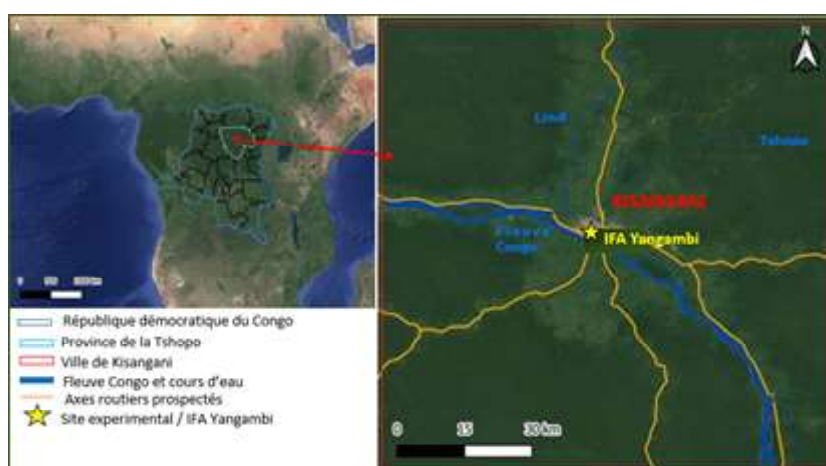 N
Lindi
Tshopo
KISANGANI
Fleuve
Congo
IFA Yangambi
0 15 30 km
République démocratique du Congo
Province de la Tshopo
Ville de Kisangani
Fleuve Congo et cours d'eau
Axes routiers prospectés
Site experimental / IFA Yangambi